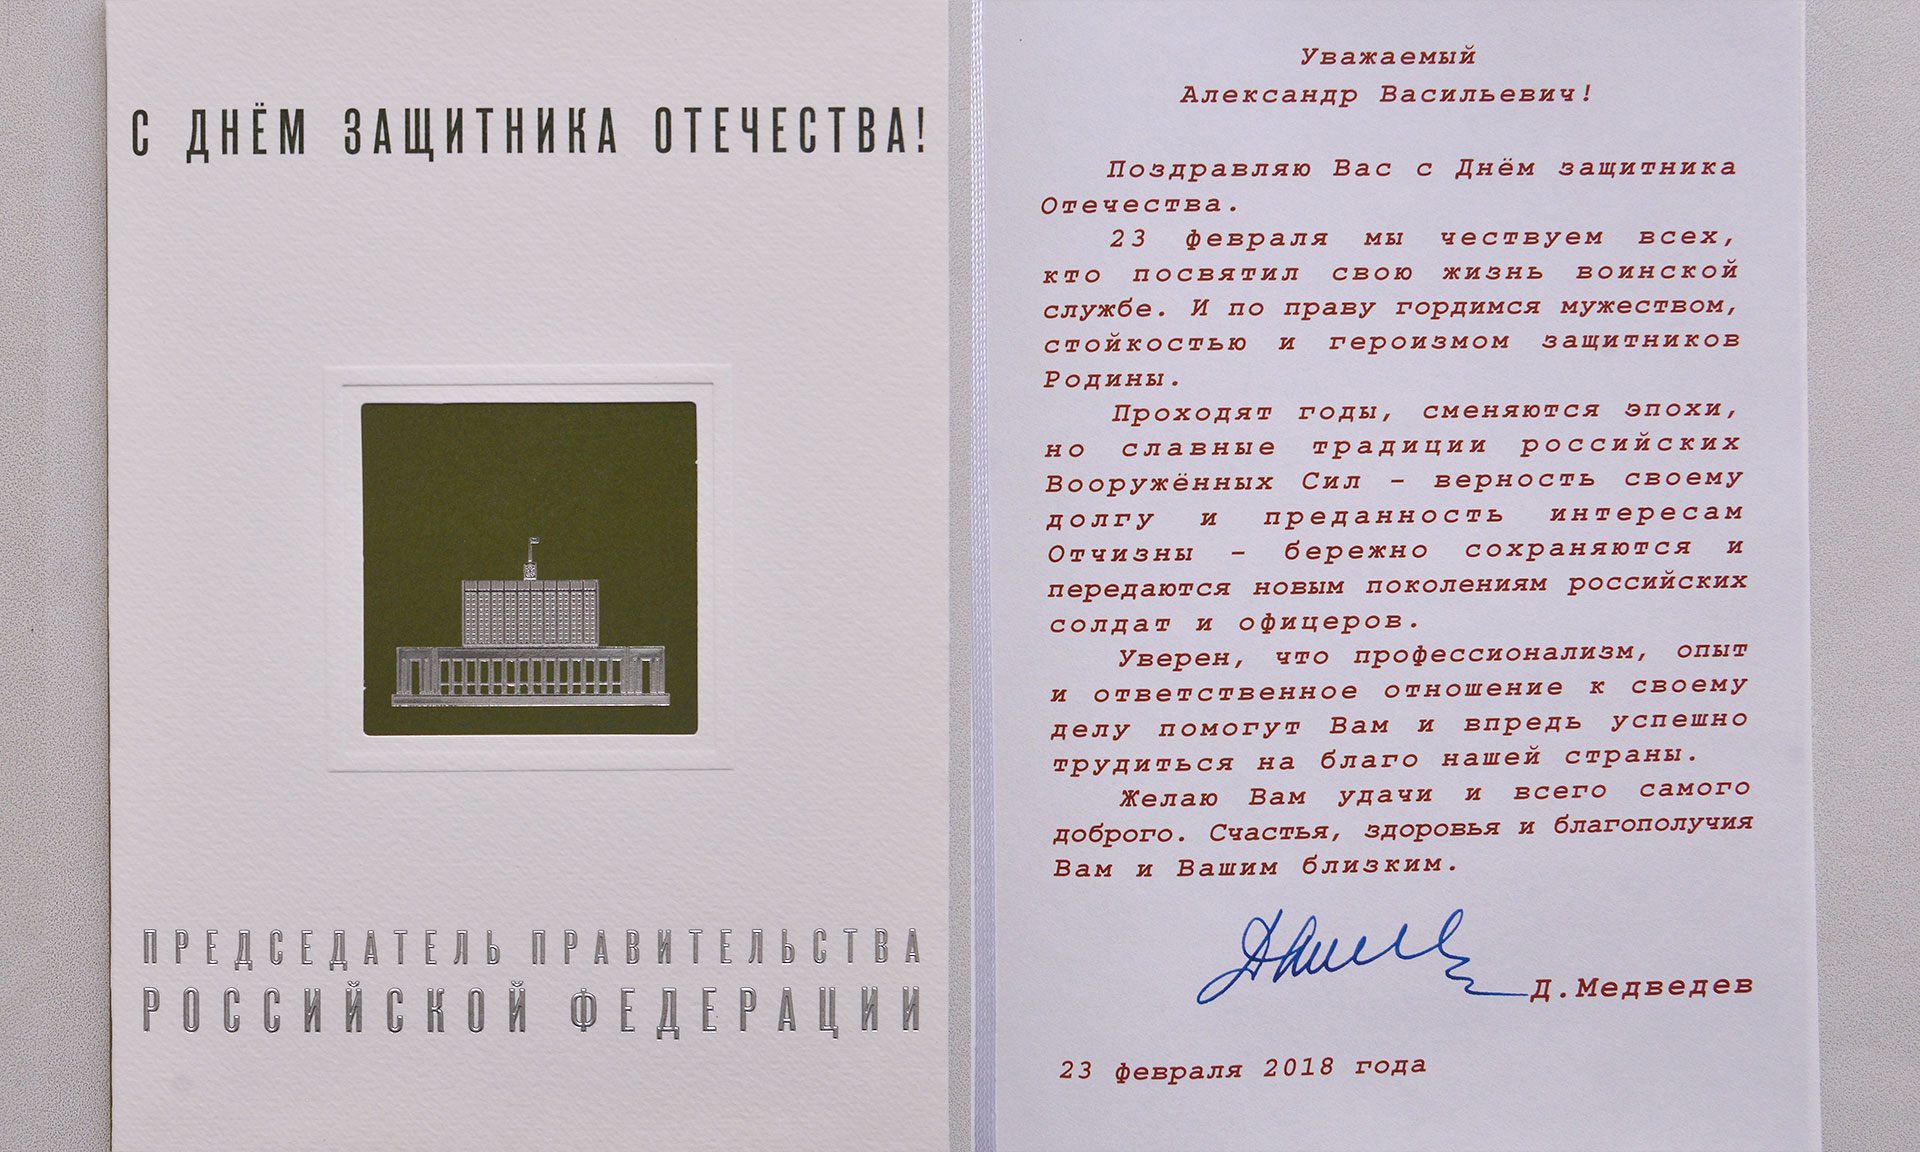 С ДНЁМ ЗАЩИТНИКА ОТЕЧЕСТВА!
ПРЕДСЕДАТЕЛЬ ПРАВИТЕЛЬСТВА
РОССИЙСКОЙ ФЕДЕРАЦИИ
Уважаемый
Александр Васильевич!
Поздравляю Вас с Днём защитника
Отечества.
23 февраля мы чествуем всех,
кто посвятил свою жизнь воинской
службе. И по праву гордимся мужеством,
стойкостью и героизмом защитников
Родины.
Проходят годы, сменяются эпохи,
но славные традиции российских
Вооружённых Сил – верность своему
долгу и преданность интересам
Отчизны – бережно сохраняются и
передаются новым поколениям российских
солдат и офицеров.
Уверен, что профессионализм, опыт
и ответственное отношение к своему
делу помогут Вам и впредь успешно
трудиться на благо нашей страны.
Желаю Вам удачи и всего самого
доброго. Счастья, здоровья и благополучия
Вам и Вашим близким.
Д.Медведев
23 февраля 2018 года